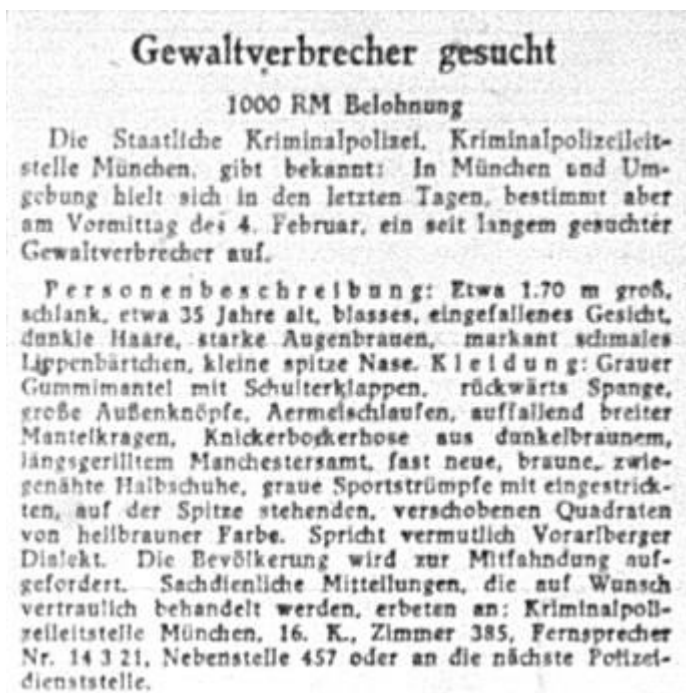 Gewaltverbrecher gesucht
1000 RM Belohnung
Die Staatliche Kriminalpolizei, Kriminalpolizeileit-
stelle München, gibt bekannt: In München und Um-
gebung hielt sich in den letzten Tagen, bestimmt aber
am Vormittag des 4. Februar, ein seit langem gesuchter
Gewaltverbrecher auf.
Personenbeschreibung: Etwa 1.70 m groß,
schlank, etwa 35 Jahre alt, blasses, eingefallenes Gesicht,
dunkle Haare, starke Augenbrauen, markant schmales
Lippenbärtchen, kleine spitze Nase. Kleidung: Grauer
Gummimantel mit Schulterklappen, rückwärts Spange,
große Außenknöpfe, Aermelschlaufen, auffallend breiter
Mantelkragen, Knickerbockerhose aus dunkelbraunem,
längsgerilltem Manchestersamt, fast neue, braune, zwie-
genähte Halbschuhe, graue Sportstrümpfe mit eingestrick-
ten, auf der Spitze stehenden, verschobenen Quadraten
von hellbrauner Farbe. Spricht vermutlich Vorarlberger
Dialekt. Die Bevölkerung wird zur Mitfahndung auf-
gefordert. Sachdienliche Mitteilungen, die auf Wunsch
vertraulich behandelt werden, erbeten an: Kriminalpoli-
zeileitstelle München, 16. K., Zimmer 385, Fernsprecher
Nr. 14 3 21, Nebenstelle 457 oder an die nächste Polizei-
dienststelle.